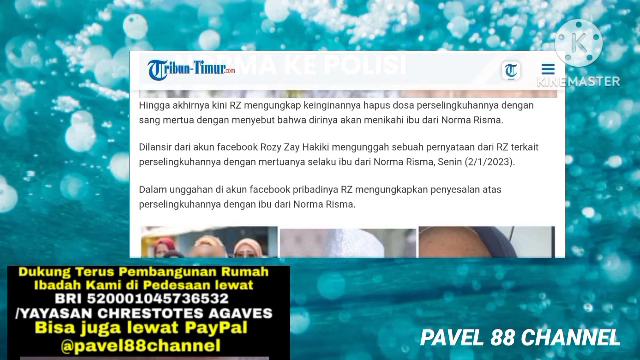 MA KE POLISI
Tribun-Timur.com
KINEMASTER
Hingga akhirnya kini RZ mengungkap keinginannya hapus dosa perselingkuhannya dengan
sang mertua dengan menyebut bahwa dirinya akan menikahi ibu dari Norma Risma.
Dilansir dari akun facebook Rozy Zay Hakiki mengunggah sebuah pernyataan dari RZ terkait
perselingkuhannya dengan mertuanya selaku ibu dari Norma Risma, Senin (2/1/2023).
Dalam unggahan di akun facebook pribadinya RZ mengungkapkan penyesalan atas
perselingkuhannya dengan ibu dari Norma Risma.
Dukung Terus Pembangunan Rumah
Ibadah Kami di Pedesaan lewat
BRI 520001045736532
/YAYASAN CHRESTOTES AGAVES
Bisa juga lewat PayPal
@pavel88channel
PAVEL 88 CHANNEL